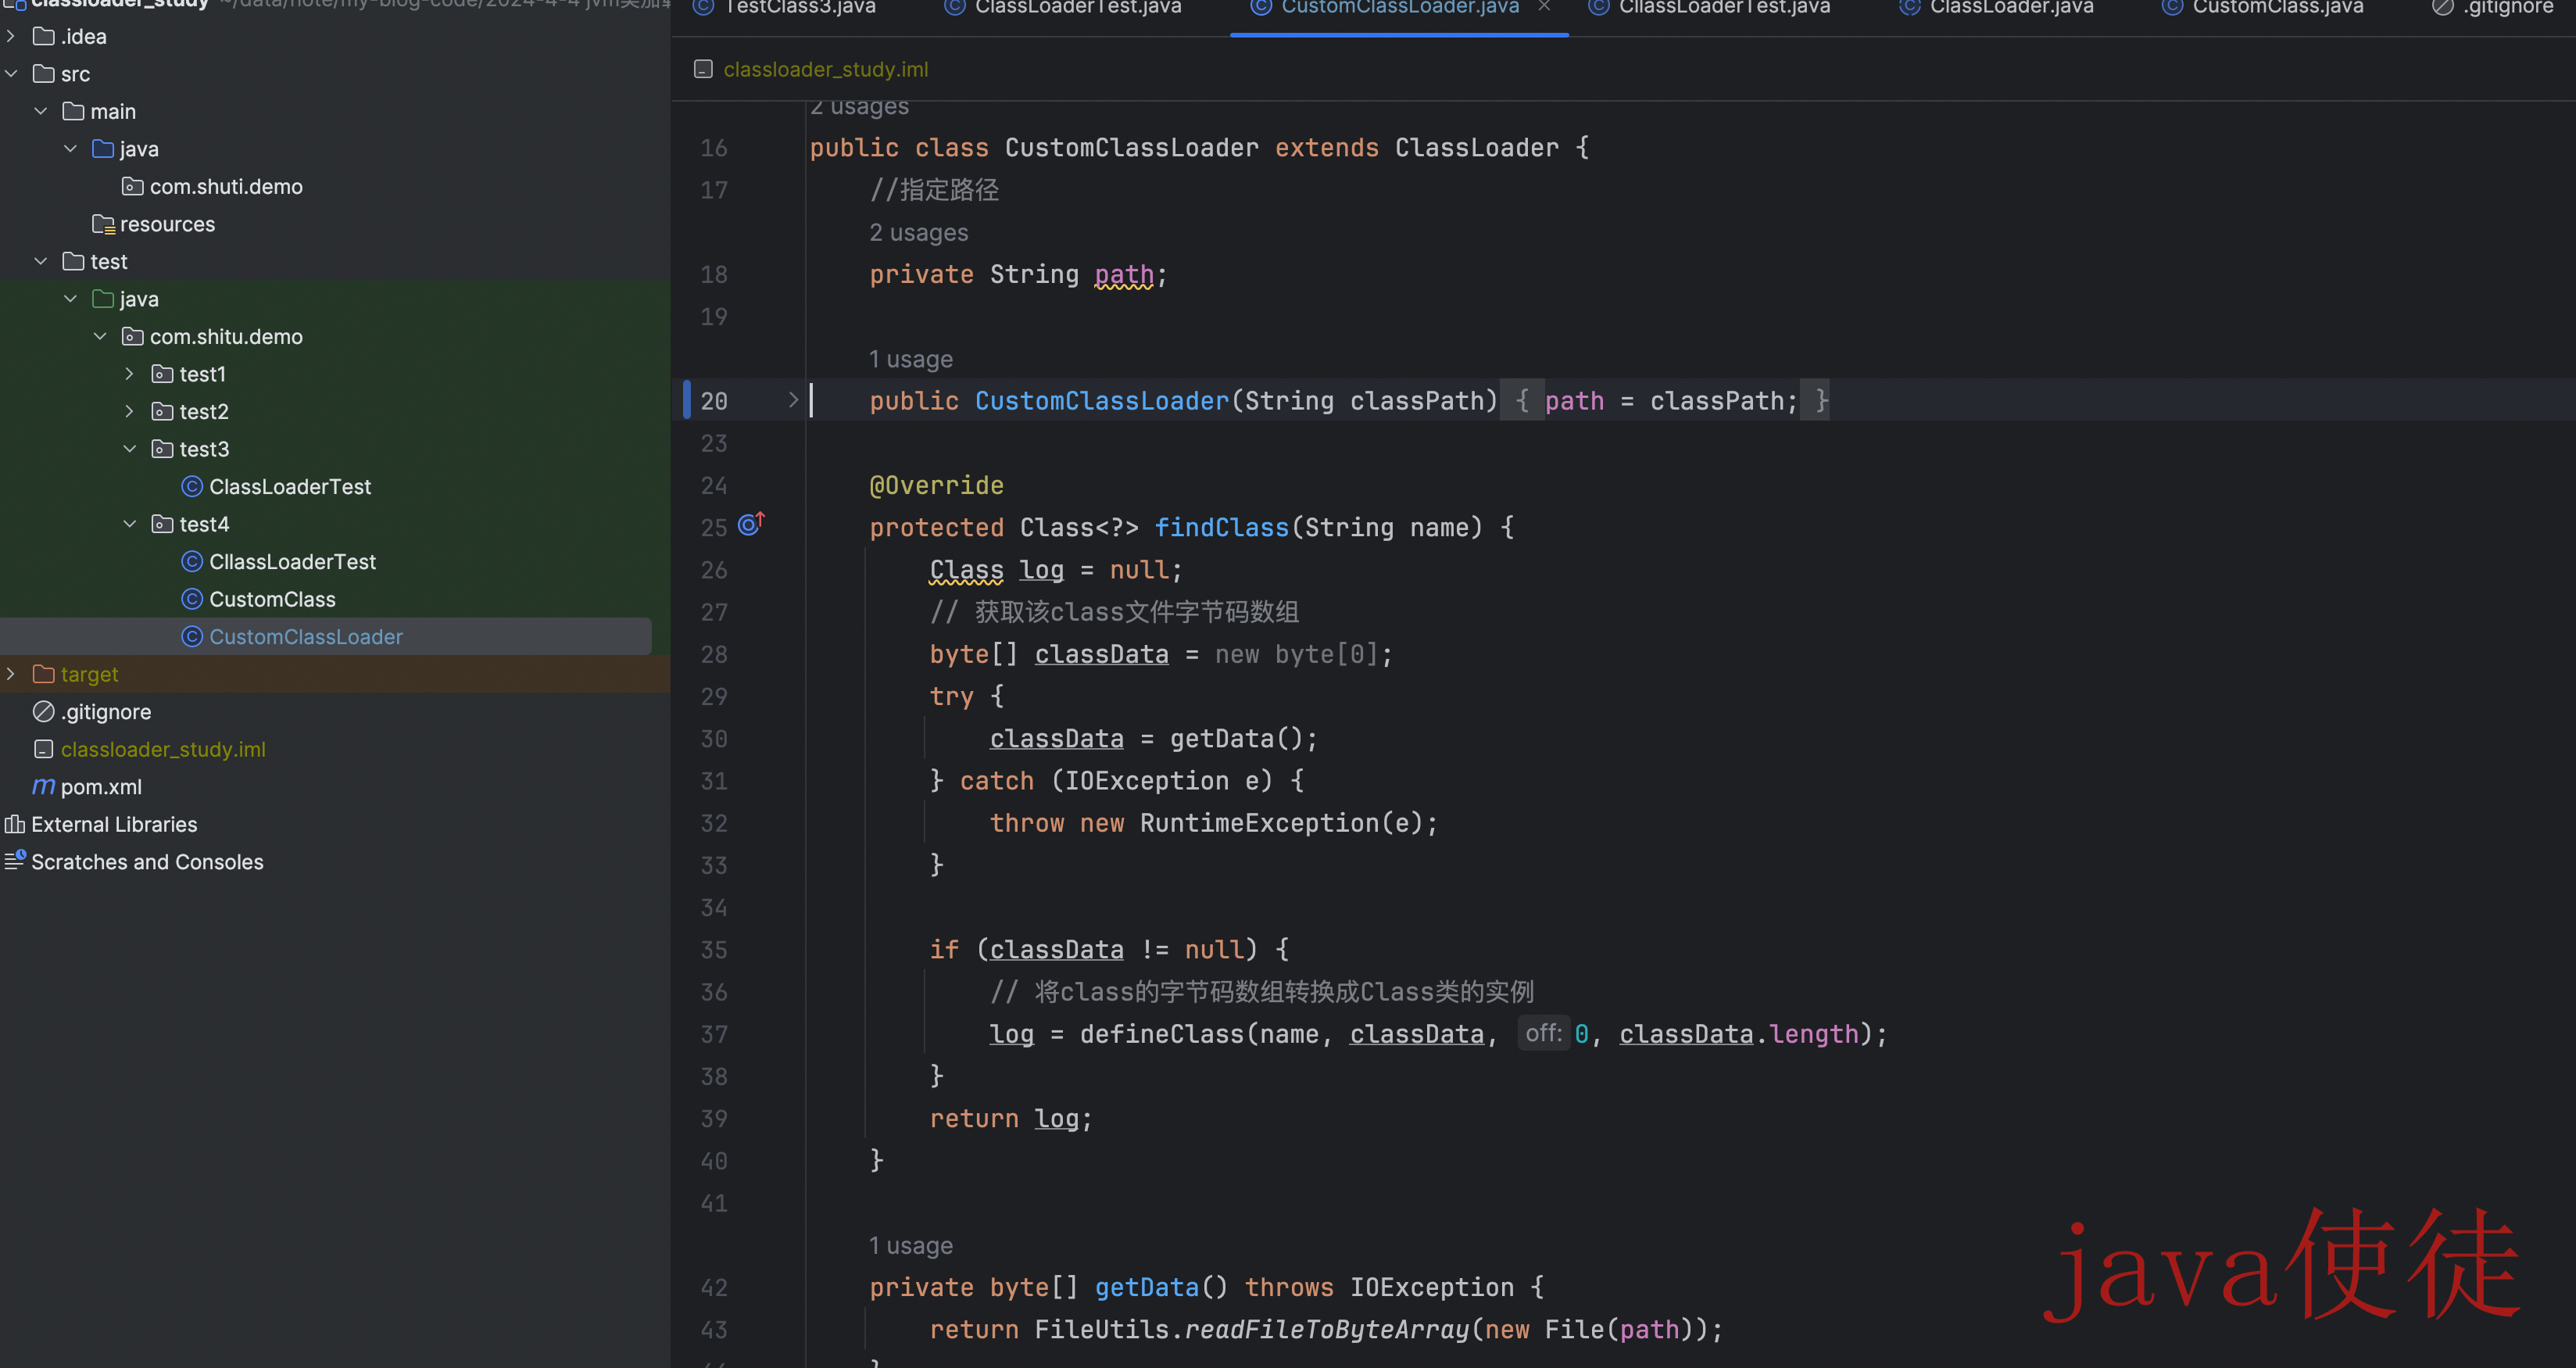 classloader_study ~/data/note/my-blog-code/2024-4-4 jvm类加载
.idea
src
main
java
com.shuti.demo
resources
test
java
com.shitu.demo
test1
test2
test3
ClassLoaderTest
test4
CllassLoaderTest
CustomClass
CustomClassLoader
target
.gitignore
classloader_study.iml
pom.xml
External Libraries
Scratches and Consoles
TestClass3.java ClassLoaderTest.java CustomClassLoader.java CllassLoaderTest.java ClassLoader.java CustomClass.java .gitignore
classloader_study.iml
2 usages
16 public class CustomClassLoader extends ClassLoader {
17 //指定路径
2 usages
18 private String path;
19
1 usage
20 public CustomClassLoader(String classPath) { path = classPath; }
23
24 @Override
25 protected Class<?> findClass(String name) {
26 Class log = null;
27 // 获取该class文件字节码数组
28 byte[] classData = new byte[0];
29 try {
30 classData = getData();
31 } catch (IOException e) {
32 throw new RuntimeException(e);
33 }
34
35 if (classData != null) {
36 // 将class的字节码数组转换成Class类的实例
37 log = defineClass(name, classData, off: 0, classData.length);
38 }
39 return log;
40 }
41
1 usage
42 private byte[] getData() throws IOException {
43 return FileUtils.readFileToByteArray(new File(path));
44 }
java使徒